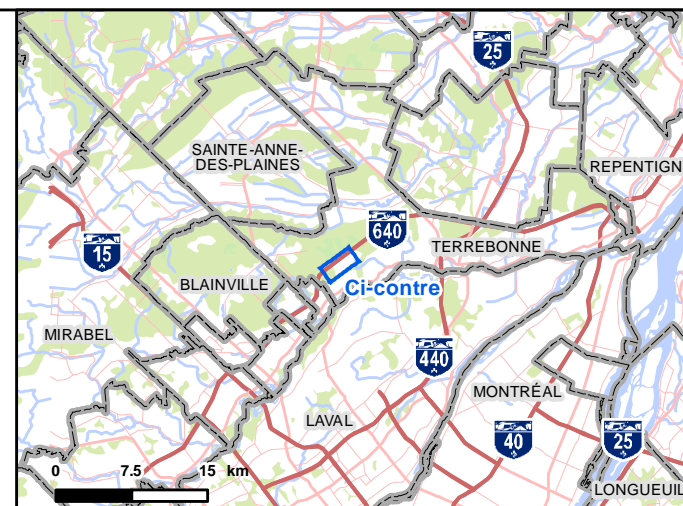 25
SAINTE-ANNE-
DES-PLAINES
REPENTIGN
640
15
TERREBONNE
BLAINVILLE
Ci-contre
MIRABEL
440
MONTRÉAL
LAVAL
40
25
0 7.5 15 km
LONGUEUIL